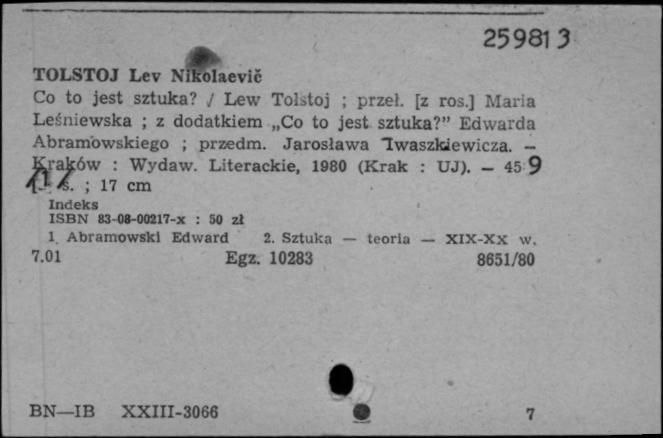 259813
TOLSTOJ Lev Nikolaevič
Co to jest sztuka? / Lew Tołstoj ; przeł. [z ros.] Maria
Leśniewska ; z dodatkiem „Co to jest sztuka?” Edwarda
Abramowskiego ; przedm. Jarosława Iwaszkiewicza. —
Kraków : Wydaw. Literackie, 1980 (Krak : UJ). — 459
s. ; 17 cm
Indeks
ISBN 83-08-00217-x : 50 zł
1. Abramowski Edward 2. Sztuka — teoria — XIX-XX w.
7.01 Egz. 10283 8651/80
BN—IB XXIII-3066 7